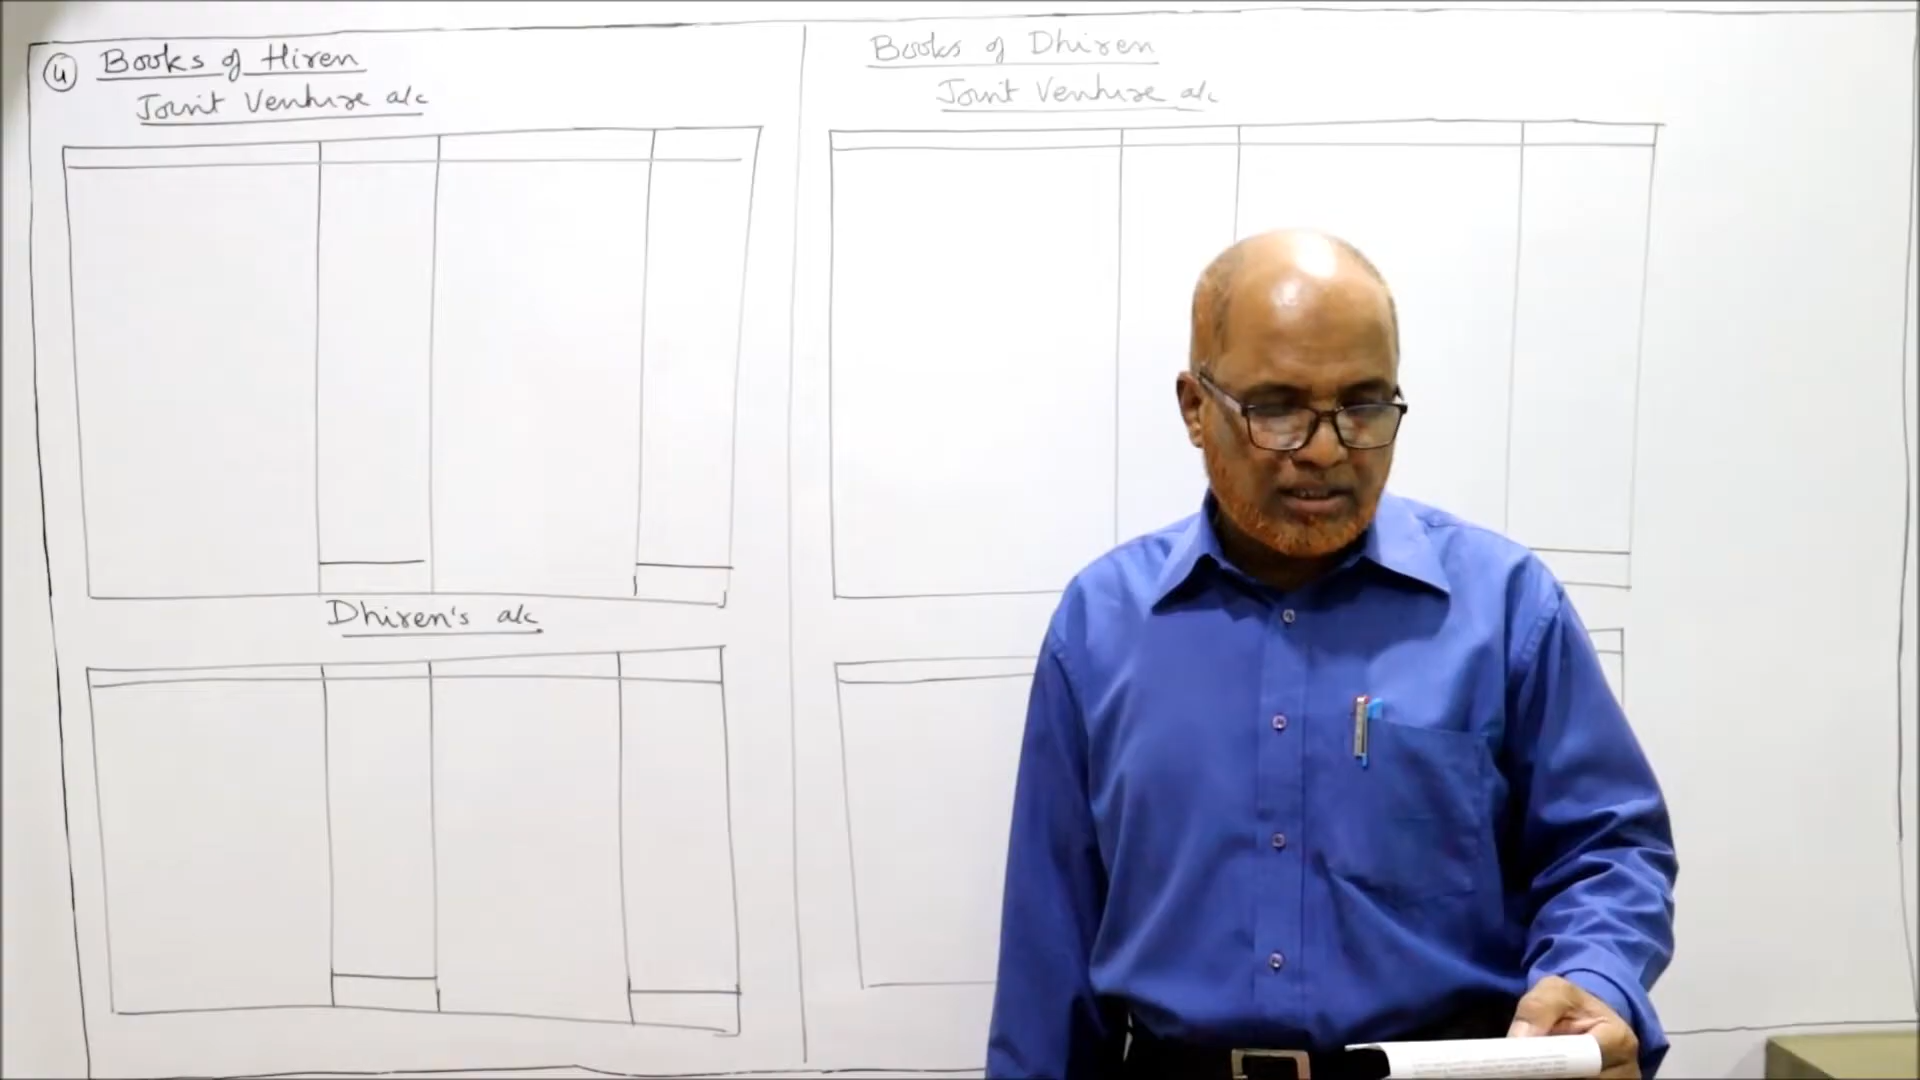 4 Books of Hiren
Joint Venture a/c
Dhiren's a/c
Books of Dhiren
Joint Venture a/c